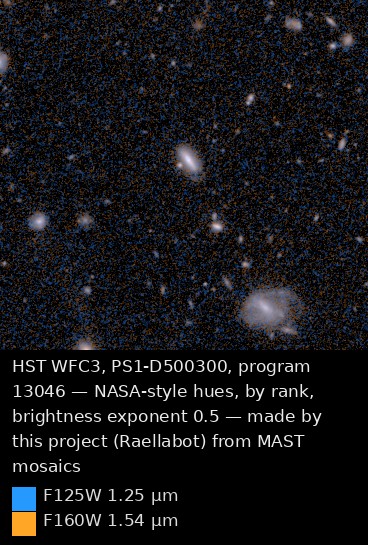 HST WFC3, PS1-D500300, program
13046 — NASA-style hues, by rank,
brightness exponent 0.5 — made by
this project (Raellabot) from MAST
mosaics
F125W 1.25 µm
F160W 1.54 µm